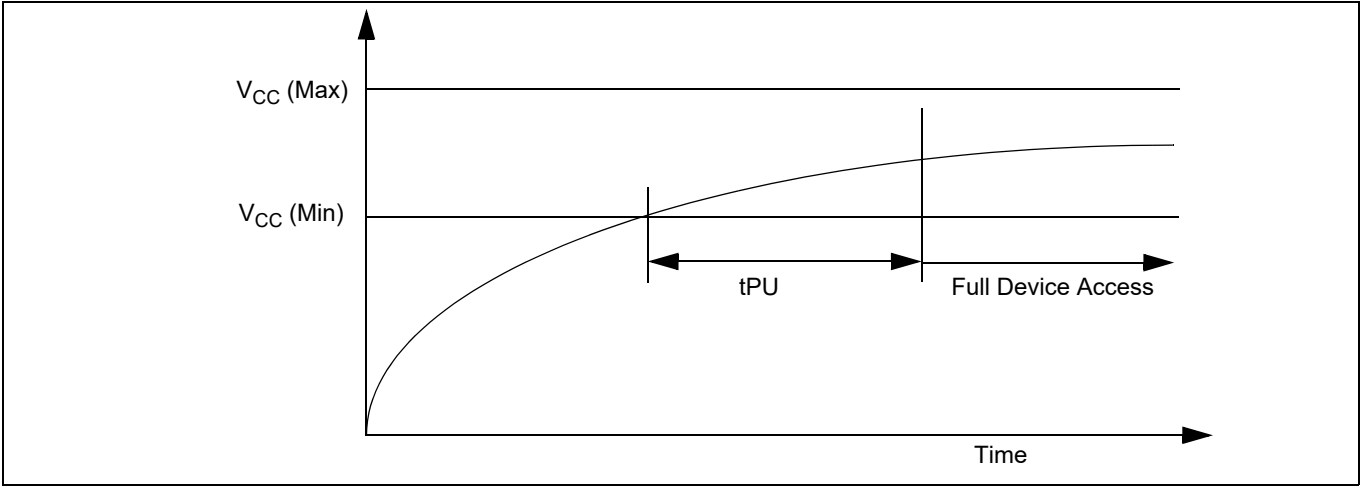 V_CC (Max)
V_CC (Min)
tPU
Full Device Access
Time